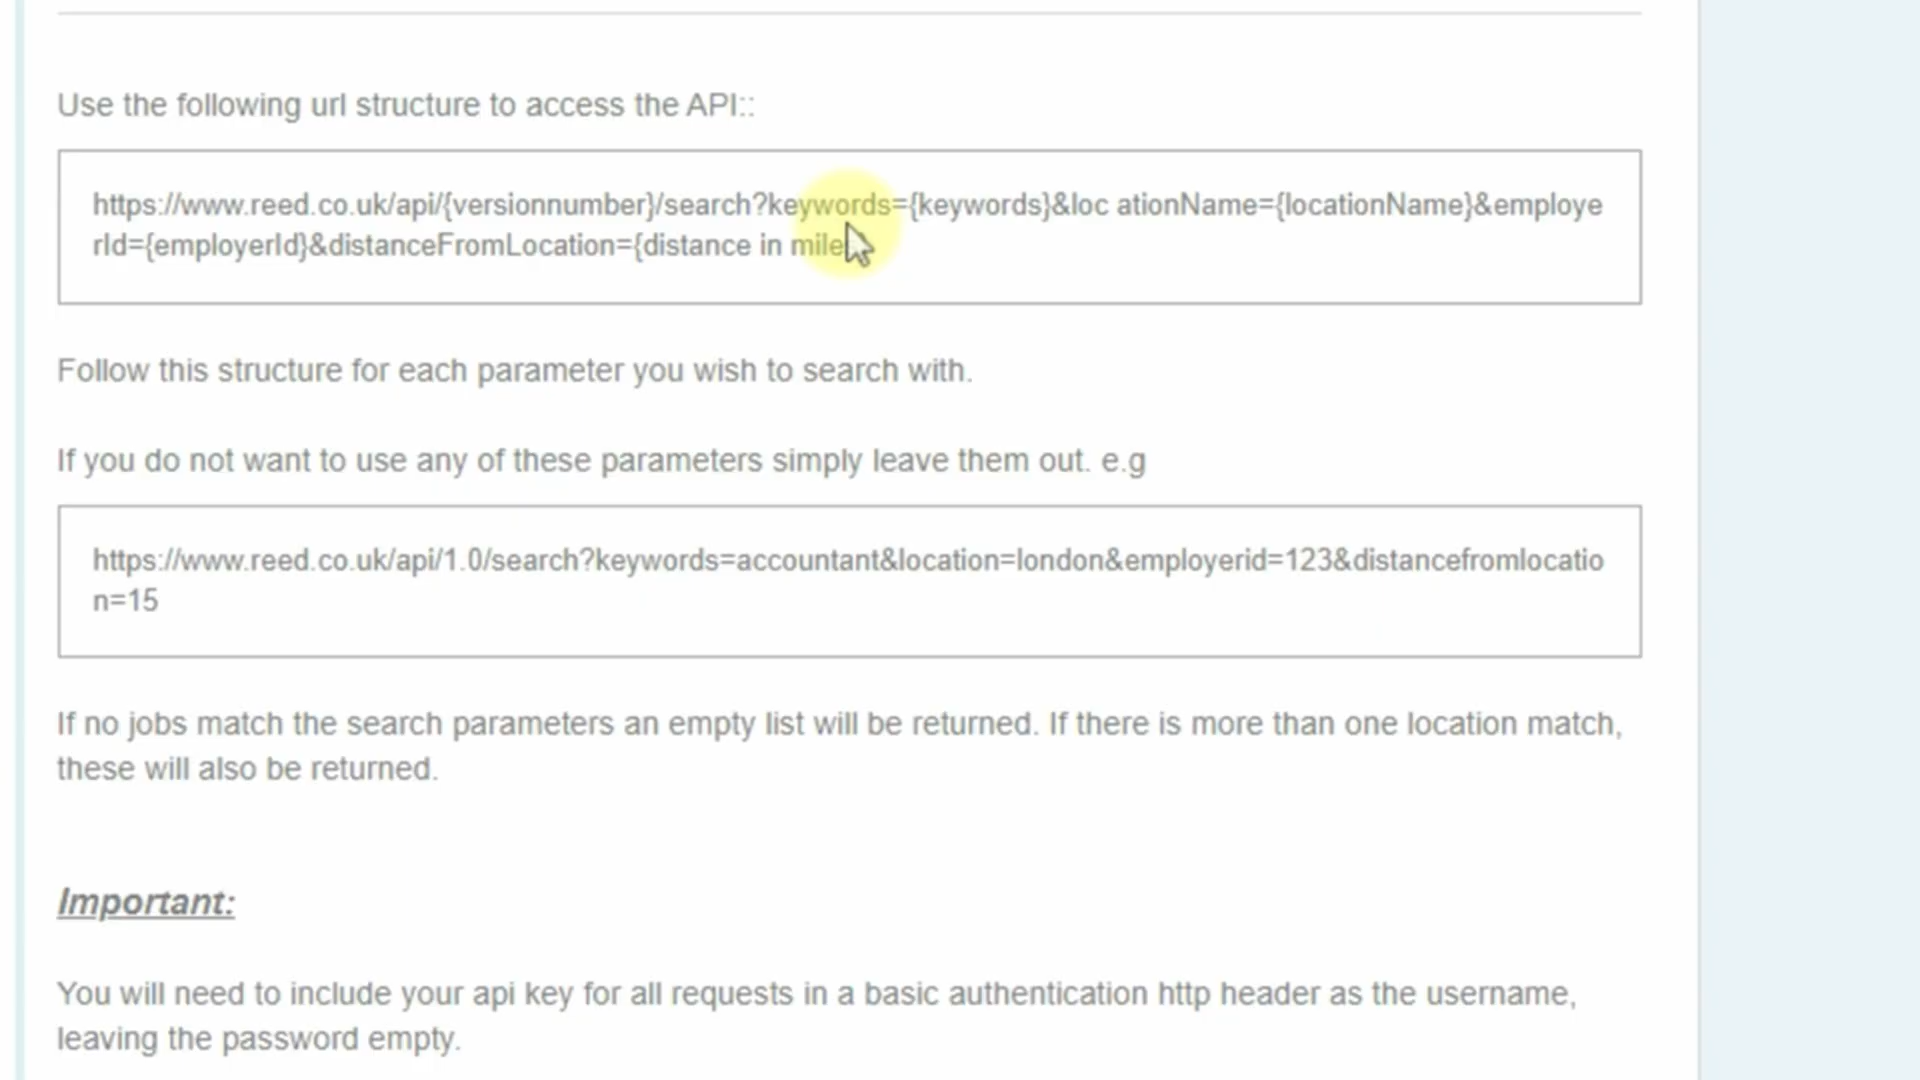 Use the following url structure to access the API::
https://www.reed.co.uk/api/{versionnumber}/search?keywords={keywords}&loc ationName={locationName}&employe
rId={employerId}&distanceFromLocation={distance in mile
Follow this structure for each parameter you wish to search with.
If you do not want to use any of these parameters simply leave them out. e.g
https://www.reed.co.uk/api/1.0/search?keywords=accountant&location=london&employerid=123&distancefromlocatio
n=15
If no jobs match the search parameters an empty list will be returned. If there is more than one location match,
these will also be returned.
Important:
You will need to include your api key for all requests in a basic authentication http header as the username,
leaving the password empty.